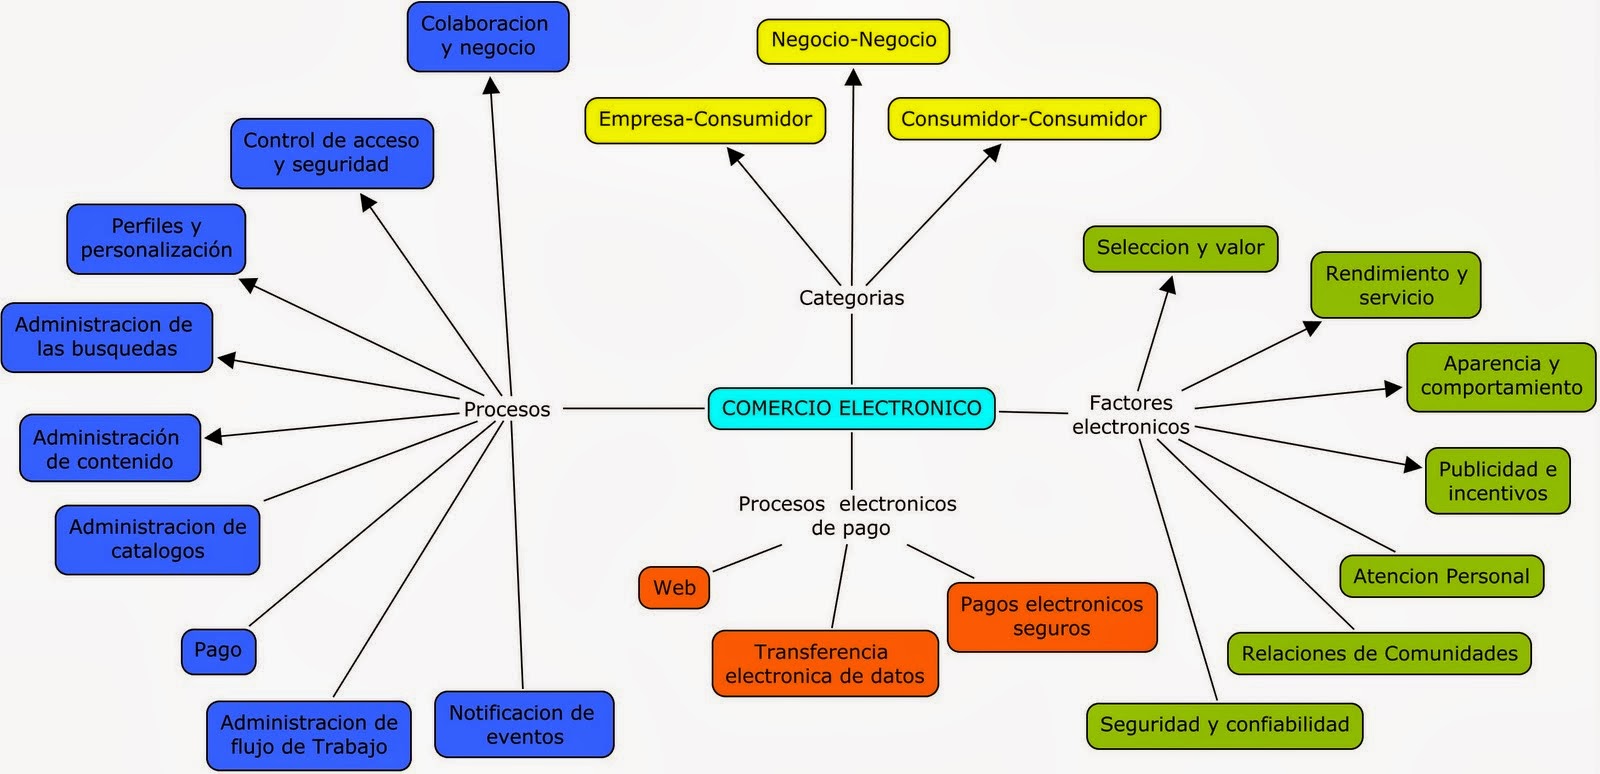 Colaboracion
y negocio
Negocio-Negocio
Empresa-Consumidor
Consumidor-Consumidor
Control de acceso
y seguridad
Perfiles y
personalización
Seleccion y valor
Rendimiento y
servicio
Categorias
Administracion de
las busquedas
Aparencia y
comportamiento
Procesos
COMERCIO ELECTRONICO
Factores
electronicos
Administración
de contenido
Publicidad e
incentivos
Administracion de
catalogos
Procesos electronicos
de pago
Web
Transferencia
electronica de datos
Pagos electronicos
seguros
Atencion Personal
Pago
Relaciones de Comunidades
Administracion de
flujo de Trabajo
Notificacion de
eventos
Seguridad y confiabilidad